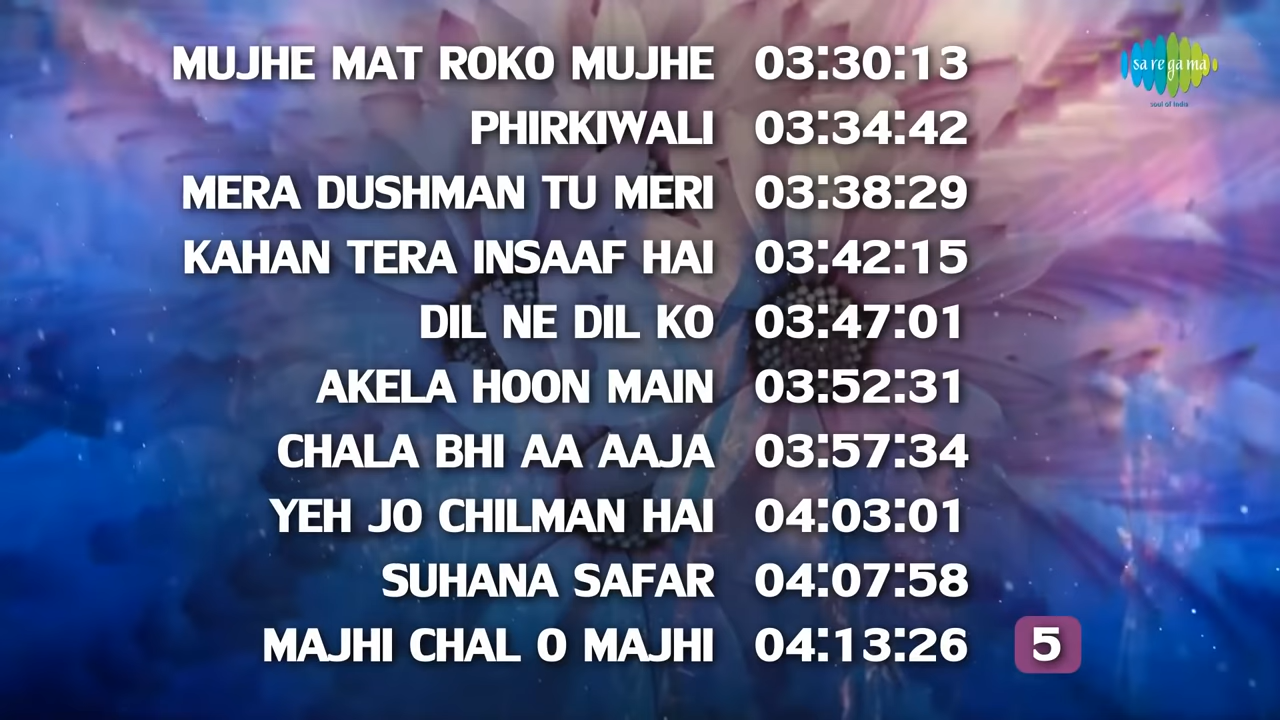 MUJHE MAT ROKO MUJHE 03:30:13
sa re ga ma
soul of india
PHIRKIWALI 03:34:42
MERA DUSHMAN TU MERI 03:38:29
KAHAN TERA INSAAF HAI 03:42:15
DIL NE DIL KO 03:47:01
AKELA HOON MAIN 03:52:31
CHALA BHI AA AAJA 03:57:34
YEH JO CHILMAN HAI 04:03:01
SUHANA SAFAR 04:07:58
MAJHI CHAL O MAJHI 04:13:26 5